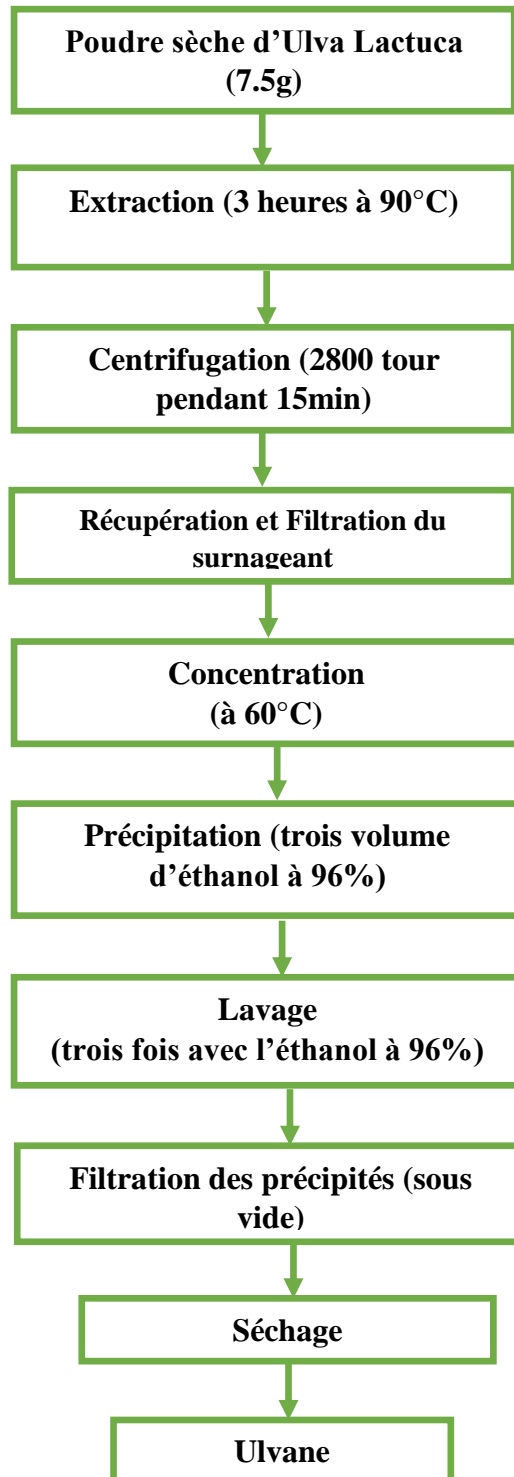 Poudre sèche d’Ulva Lactuca
(7.5g)
Extraction (3 heures à 90°C)
Centrifugation (2800 tour
pendant 15min)
Récupération et Filtration du
surnageant
Concentration
(à 60°C)
Précipitation (trois volume
d’éthanol à 96%)
Lavage
(trois fois avec l’éthanol à 96%)
Filtration des précipités (sous
vide)
Séchage
Ulvane